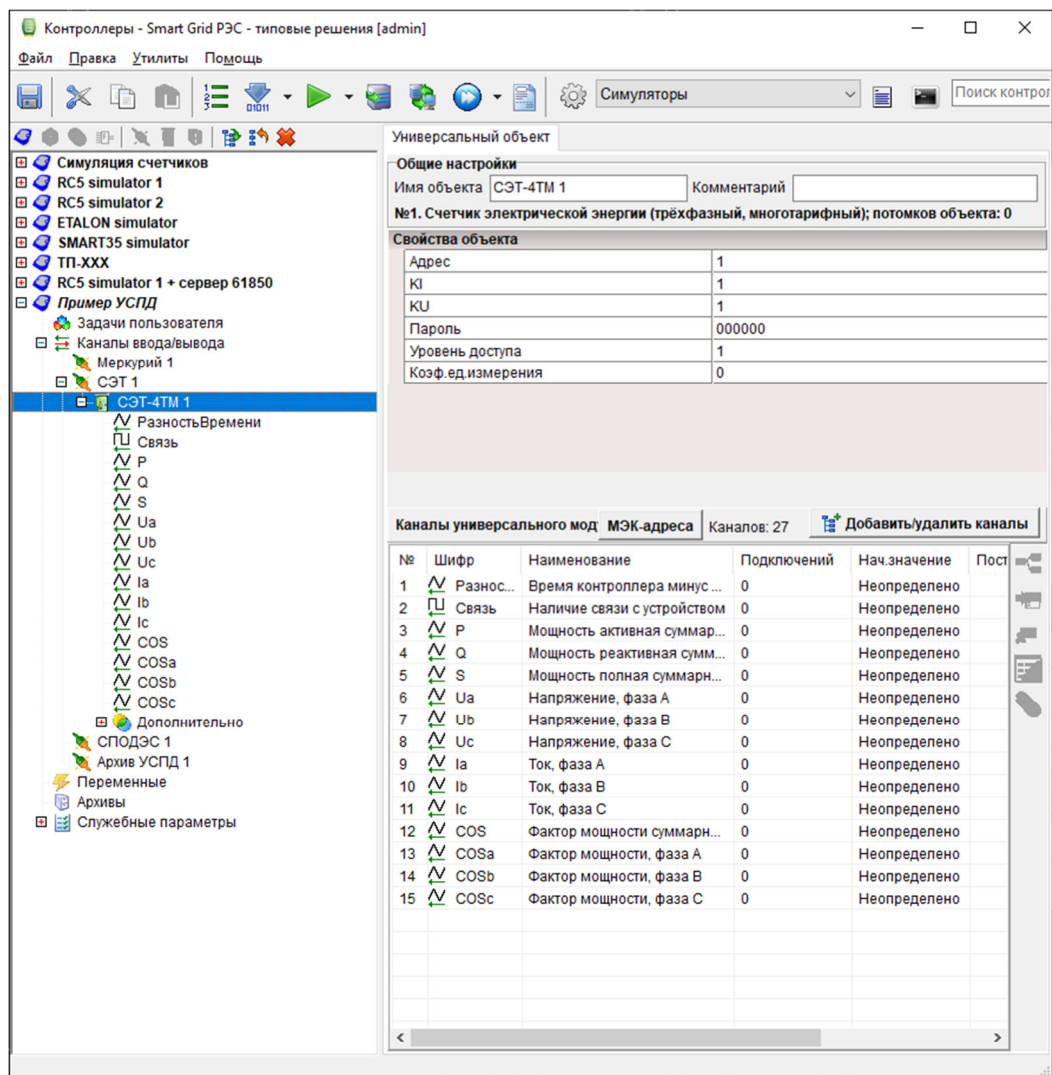 Контроллеры - Smart Grid РЭС - типовые решения [admin]
Файл Правка Утилиты Помощь
Симуляторы
Поиск контрол
Симуляция счетчиков
RC5 simulator 1
RC5 simulator 2
ETALON simulator
SMART35 simulator
ТП-ХХХ
RC5 simulator 1 + сервер 61850
Пример УСПД
Задачи пользователя
Каналы ввода/вывода
Меркурий 1
СЭТ 1
СЭТ-4ТМ 1
РазностьВремени
Связь
P
Q
S
Ua
Ub
Uc
Ia
Ib
Ic
COS
COSa
COSb
COSc
Дополнительно
СПОДЭС 1
Архив УСПД 1
Переменные
Архивы
Служебные параметры
Универсальный объект
Общие настройки
Имя объекта СЭТ-4ТМ 1 Комментарий
№1. Счетчик электрической энергии (трёхфазный, многотарифный); потомков объекта: 0
Свойства объекта
Адрес 1
KI 1
KU 1
Пароль 000000
Уровень доступа 1
Коэф.ед.измерения 0
Каналы универсального мод МЭК-адреса Каналов: 27 Добавить/удалить каналы
№ Шифр Наименование Подключений Нач.значение Пост
1 Разнос... Время контроллера минус ... 0 Неопределено
2 Связь Наличие связи с устройством 0 Неопределено
3 P Мощность активная суммар... 0 Неопределено
4 Q Мощность реактивная сумм... 0 Неопределено
5 S Мощность полная суммарн... 0 Неопределено
6 Ua Напряжение, фаза A 0 Неопределено
7 Ub Напряжение, фаза B 0 Неопределено
8 Uc Напряжение, фаза C 0 Неопределено
9 Ia Ток, фаза A 0 Неопределено
10 Ib Ток, фаза B 0 Неопределено
11 Ic Ток, фаза C 0 Неопределено
12 COS Фактор мощности суммарн... 0 Неопределено
13 COSa Фактор мощности, фаза A 0 Неопределено
14 COSb Фактор мощности, фаза B 0 Неопределено
15 COSc Фактор мощности, фаза C 0 Неопределено